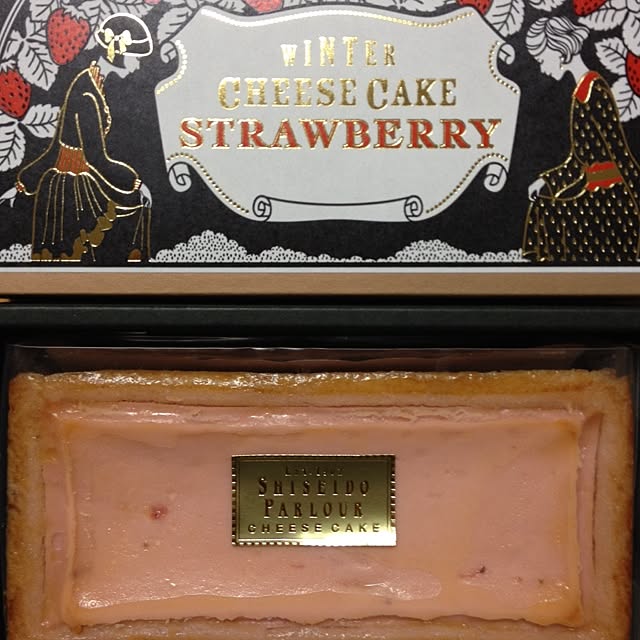 WINTER
CHEESE CAKE
STRAWBERRY
SHISEIDO
PARLOUR
CHEESE CAKE